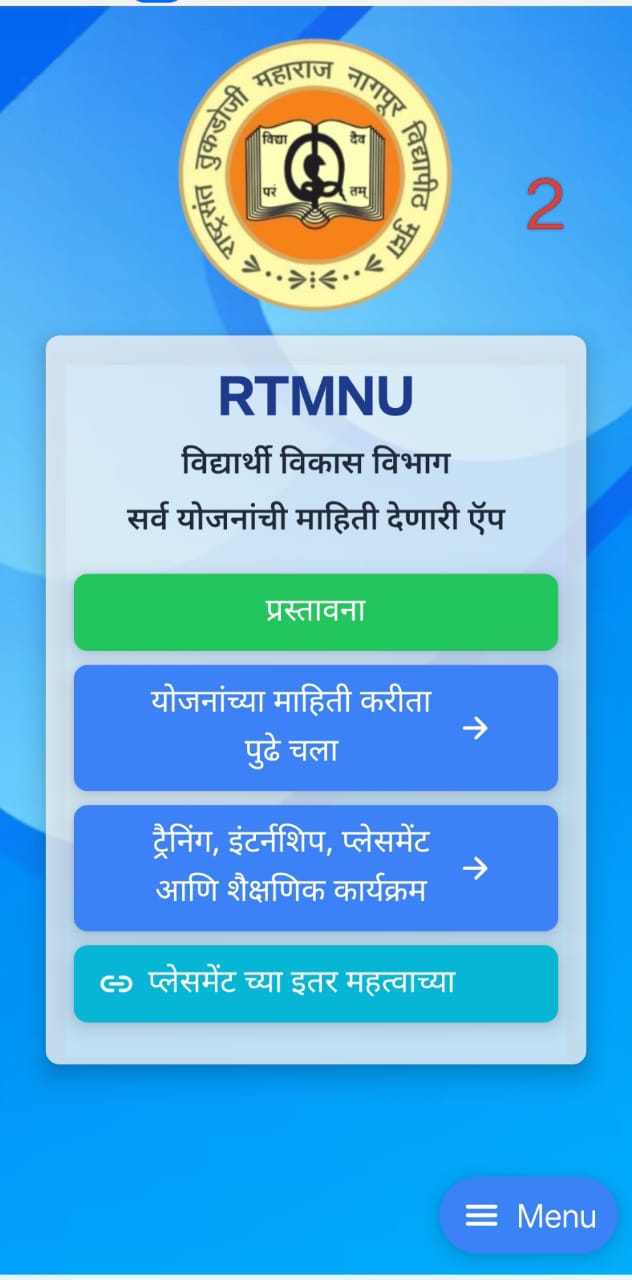 राष्ट्रसंत तुकडोजी महाराज नागपूर विद्यापीठ मुद्रा
विद्या दैव
परं तम्
2
RTMNU
विद्यार्थी विकास विभाग
सर्व योजनांची माहिती देणारी ऍप
प्रस्तावना
योजनांच्या माहिती करीता
पुढे चला
ट्रैनिंग, इंटर्नशिप, प्लेसमेंट
आणि शैक्षणिक कार्यक्रम
प्लेसमेंट च्या इतर महत्वाच्या
Menu